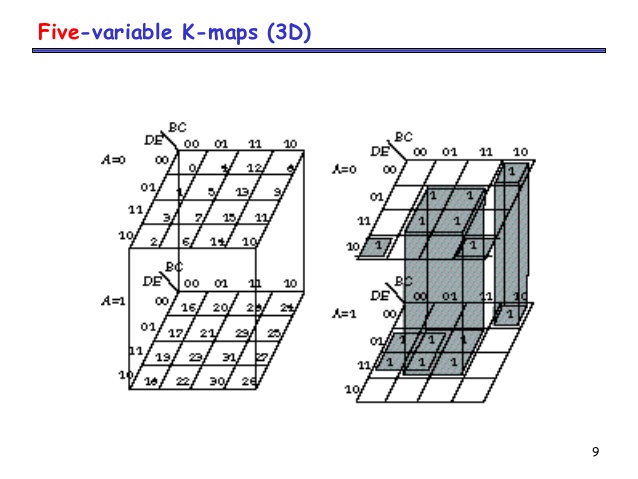 Five-variable K-maps (3D)
BC
DE 00 01 11 10
A=0 00 0 4 12 8
01 1 5 13 9
11 3 7 15 11
10 2 6 14 10
BC
DE 00 01 11 10
A=1 00 16 20 28 24
01 17 21 29 25
11 19 23 31 27
10 18 22 30 26
BC
DE 00 01 11 10
A=0 00 1
01 1 1
11 1 1
10 1 1
BC
DE 00 01 11 10
A=1 00 1
01 1 1 1
11 1 1 1
10
9